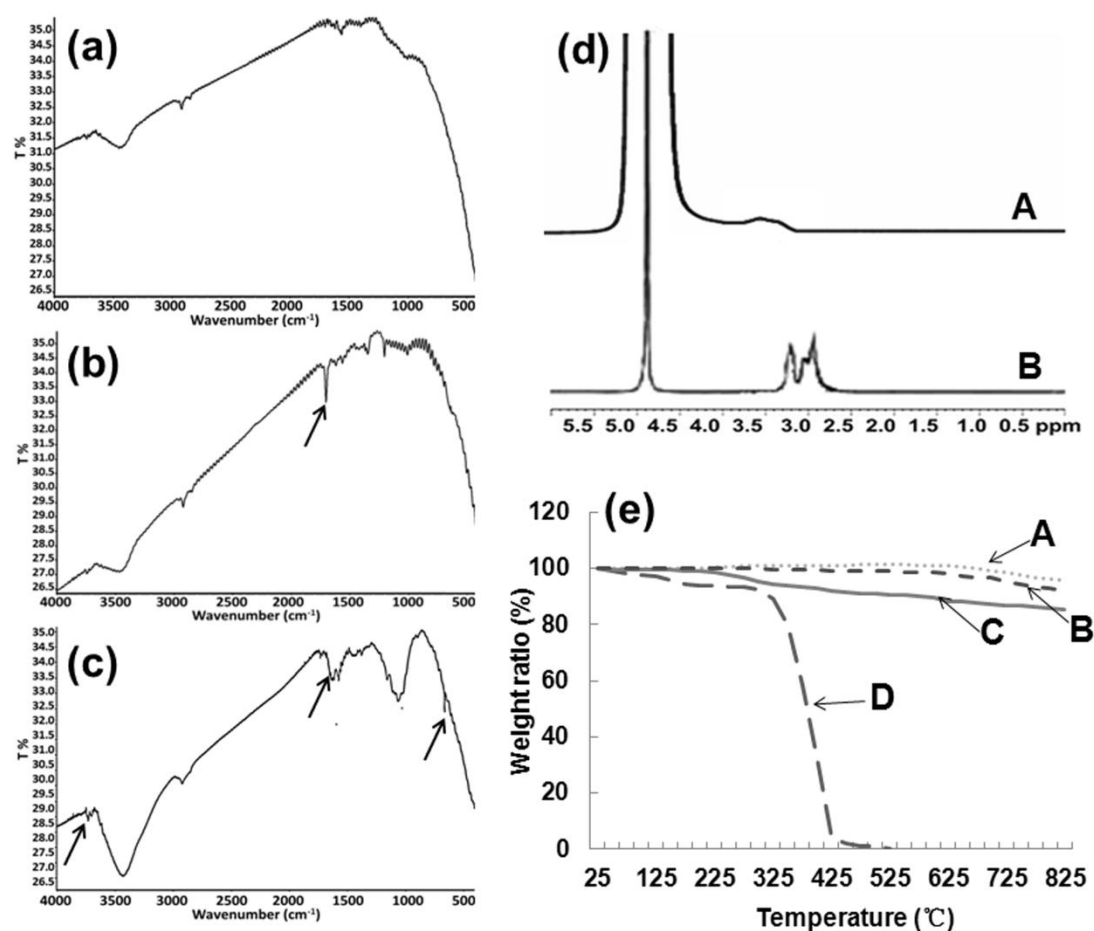 (a)
T %
35.0
34.5
34.0
33.5
33.0
32.5
32.0
31.5
31.0
30.5
30.0
29.5
29.0
28.5
28.0
27.5
27.0
26.5
4000 3500 3000 2500 2000 1500 1000 500
Wavenumber (cm-1)
(b)
T %
35.0
34.5
34.0
33.5
33.0
32.5
32.0
31.5
31.0
30.5
30.0
29.5
29.0
28.5
28.0
27.5
27.0
26.5
4000 3500 3000 2500 2000 1500 1000 500
Wavenumber (cm-1)
(c)
T %
35.0
34.5
34.0
33.5
33.0
32.5
32.0
31.5
31.0
30.5
30.0
29.5
29.0
28.5
28.0
27.5
27.0
26.5
4000 3500 3000 2500 2000 1500 1000 500
Wavenumber (cm-1)
(d)
A
B
5.5 5.0 4.5 4.0 3.5 3.0 2.5 2.0 1.5 1.0 0.5 ppm
(e)
Weight ratio (%)
120
100
80
60
40
20
0
A
B
C
D
25 125 225 325 425 525 625 725 825
Temperature (℃)